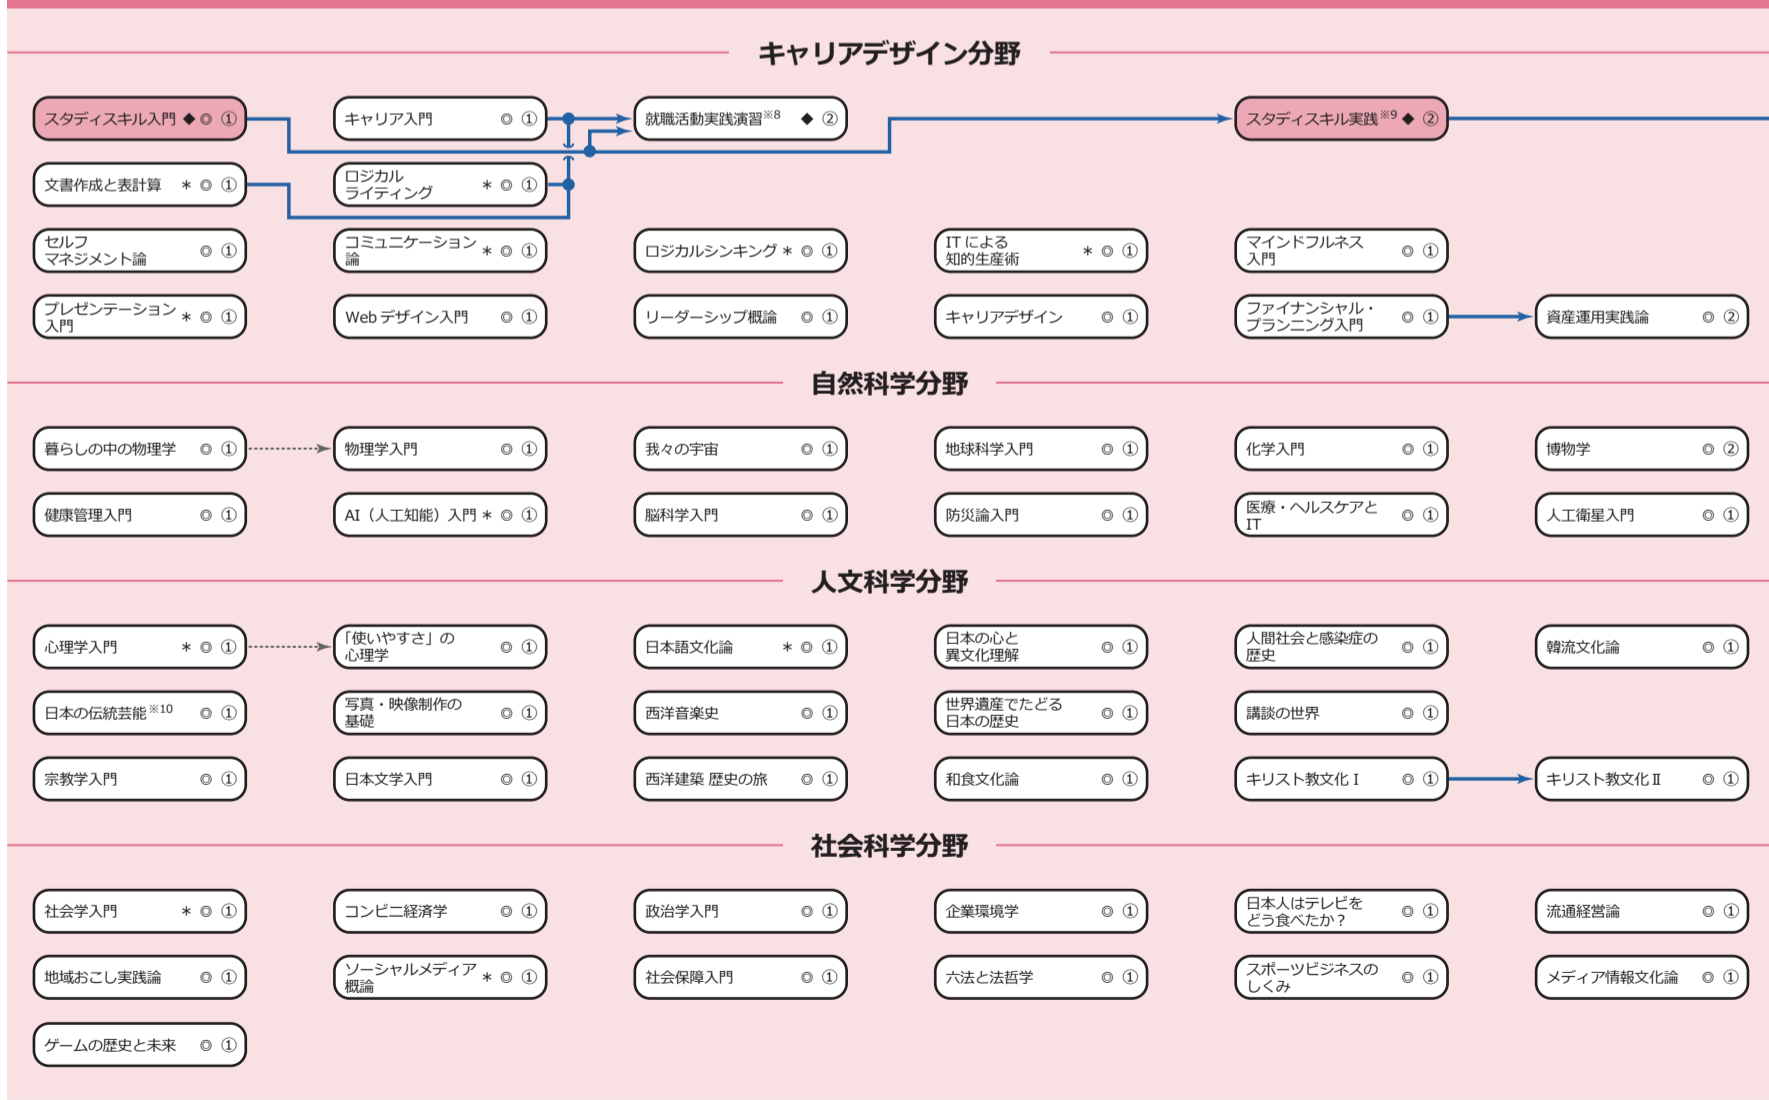 キャリアデザイン分野
スタディスキル入門 ◆ ◎ ①
キャリア入門 ◎ ①
就職活動実践演習※8 ◆ ②
スタディスキル実践※9 ◆ ②
文書作成と表計算 * ◎ ①
ロジカル
ライティング * ◎ ①
セルフ
マネジメント論 ◎ ①
コミュニケーション
論 * ◎ ①
ロジカルシンキング * ◎ ①
IT による
知的生産術 * ◎ ①
マインドフルネス
入門 ◎ ①
プレゼンテーション
入門 * ◎ ①
Web デザイン入門 ◎ ①
リーダーシップ概論 ◎ ①
キャリアデザイン ◎ ①
ファイナンシャル・
プランニング入門 ◎ ①
資産運用実践論 ◎ ②
自然科学分野
暮らしの中の物理学 ◎ ①
物理学入門 ◎ ①
我々の宇宙 ◎ ①
地球科学入門 ◎ ①
化学入門 ◎ ①
博物学 ◎ ②
健康管理入門 ◎ ①
AI（人工知能）入門 * ◎ ①
脳科学入門 ◎ ①
防災論入門 ◎ ①
医療・ヘルスケアと
IT ◎ ①
人工衛星入門 ◎ ①
人文科学分野
心理学入門 * ◎ ①
「使いやすさ」の
心理学 ◎ ①
日本語文化論 * ◎ ①
日本の心と
異文化理解 ◎ ①
人間社会と感染症の
歴史 ◎ ①
韓流文化論 ◎ ①
日本の伝統芸能※10 ◎ ①
写真・映像制作の
基礎 ◎ ①
西洋音楽史 ◎ ①
世界遺産でたどる
日本の歴史 ◎ ①
講談の世界 ◎ ①
宗教学入門 ◎ ①
日本文学入門 ◎ ①
西洋建築 歴史の旅 ◎ ①
和食文化論 ◎ ①
キリスト教文化 I ◎ ①
キリスト教文化 II ◎ ①
社会科学分野
社会学入門 * ◎ ①
コンビニ経済学 ◎ ①
政治学入門 ◎ ①
企業環境学 ◎ ①
日本人はテレビを
どう食べたか？ ◎ ①
流通経営論 ◎ ①
地域おこし実践論 ◎ ①
ソーシャルメディア
概論 * ◎ ①
社会保障入門 ◎ ①
六法と法哲学 ◎ ①
スポーツビジネスの
しくみ ◎ ①
メディア情報文化論 ◎ ①
ゲームの歴史と未来 ◎ ①